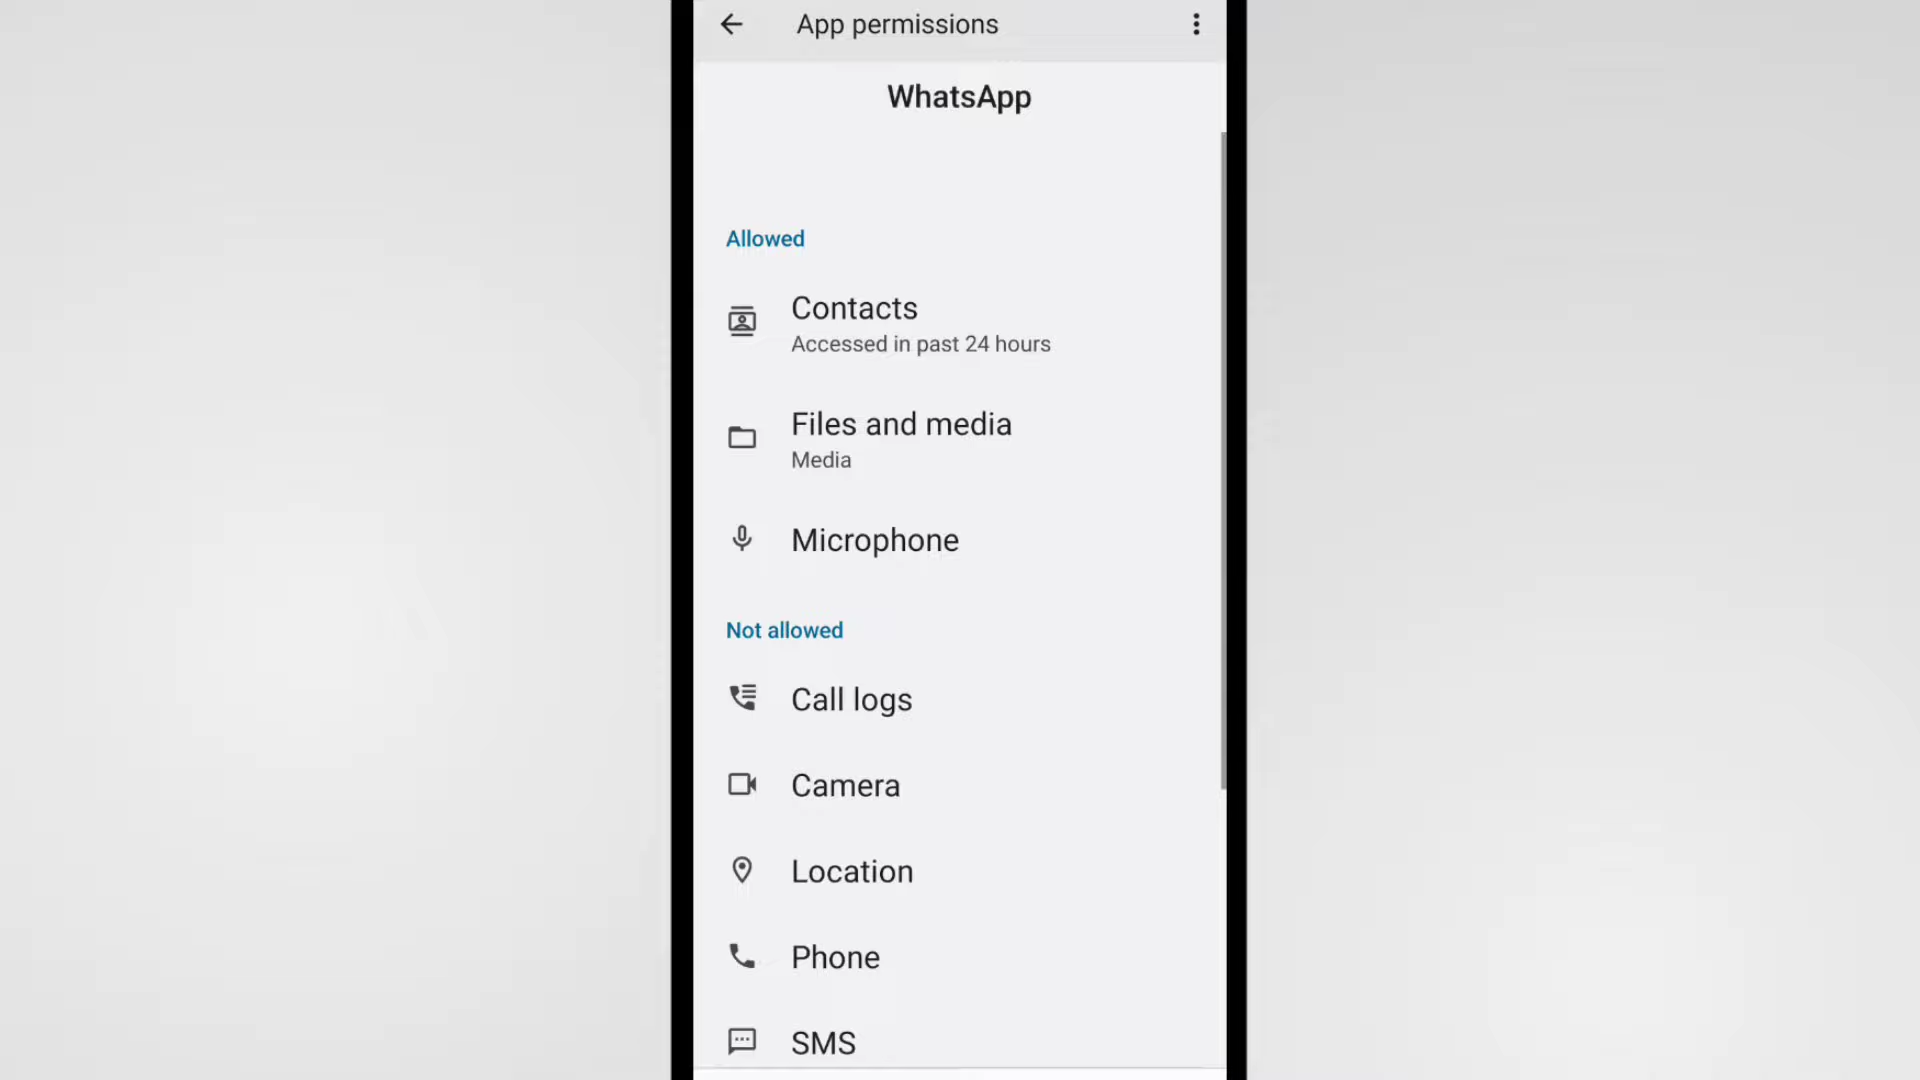 App permissions
WhatsApp
Allowed
Contacts
Accessed in past 24 hours
Files and media
Media
Microphone
Not allowed
Call logs
Camera
Location
Phone
SMS